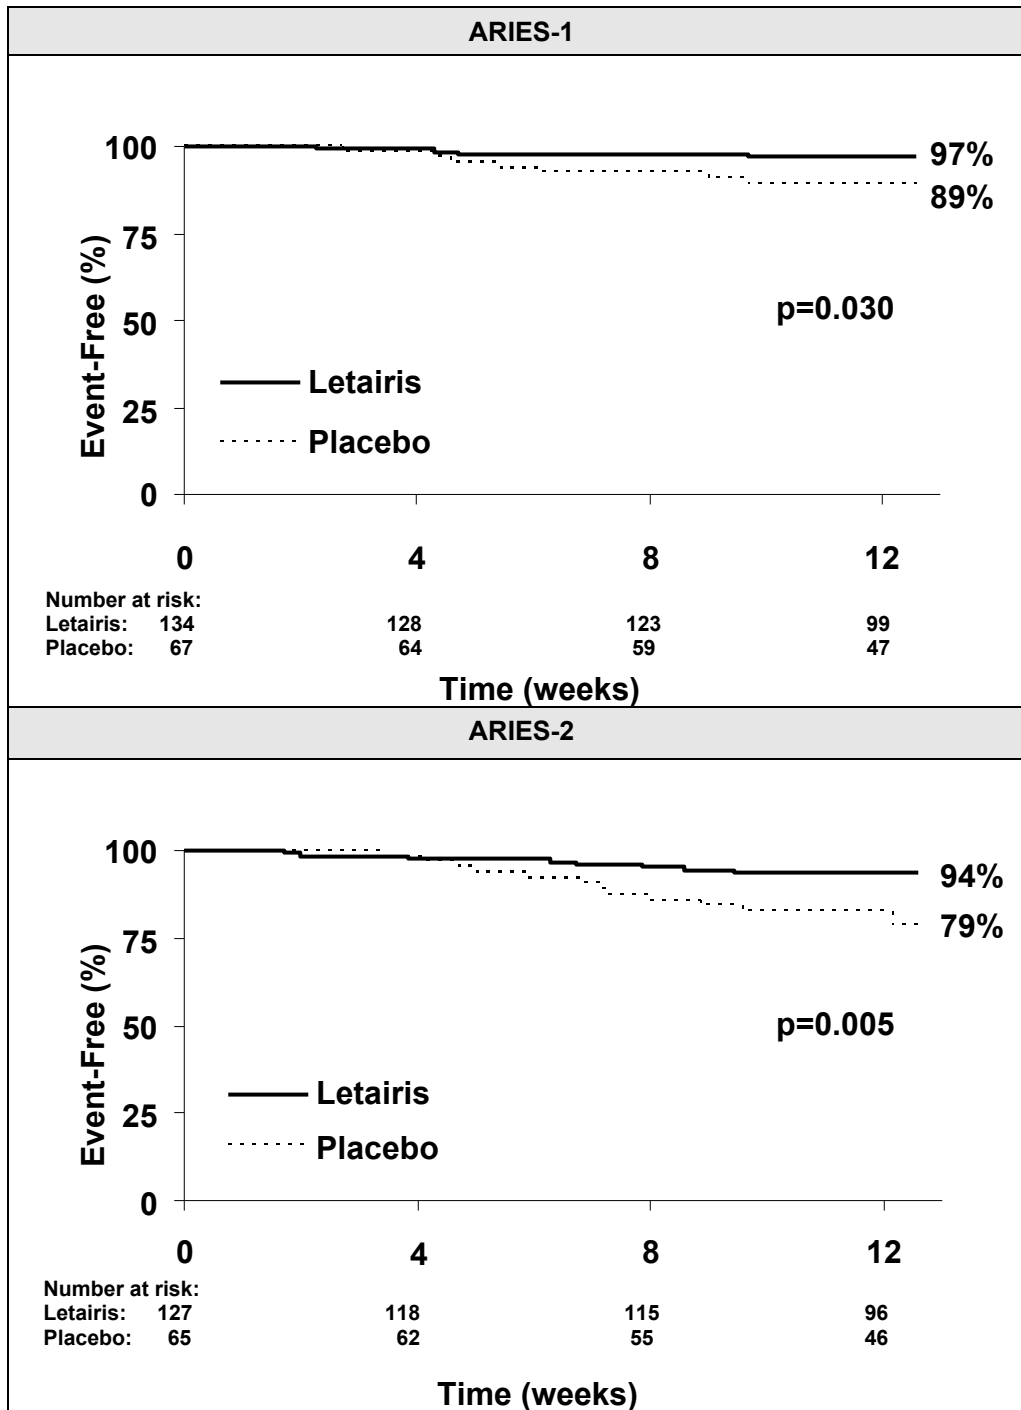 ARIES-1
100
97%
89%
75
Event-Free (%)
p=0.030
50
Letairis
25
Placebo
0
0 4 8 12
Number at risk:
Letairis: 134 128 123 99
Placebo: 67 64 59 47
Time (weeks)
ARIES-2
100
94%
79%
75
Event-Free (%)
p=0.005
50
Letairis
25
Placebo
0
0 4 8 12
Number at risk:
Letairis: 127 118 115 96
Placebo: 65 62 55 46
Time (weeks)